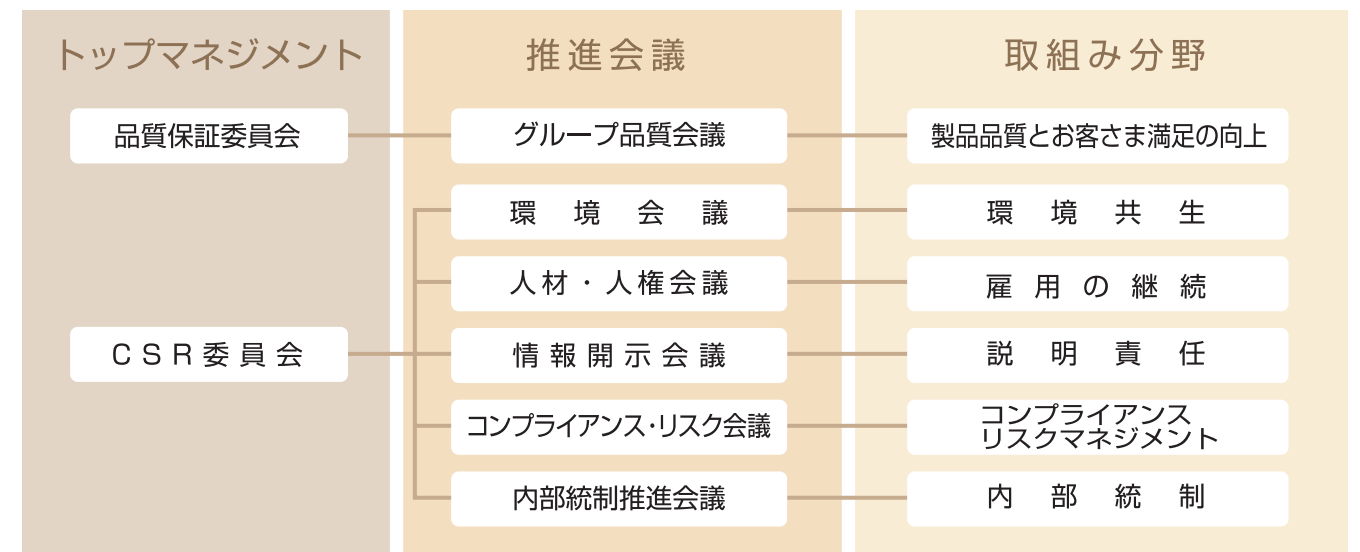 トップマネジメント
推進会議
取組み分野
品質保証委員会
グループ品質会議
製品品質とお客さま満足の向上
環境会議
環境共生
人材・人権会議
雇用の継続
CSR委員会
情報開示会議
説明責任
コンプライアンス・リスク会議
コンプライアンス
リスクマネジメント
内部統制推進会議
内部統制